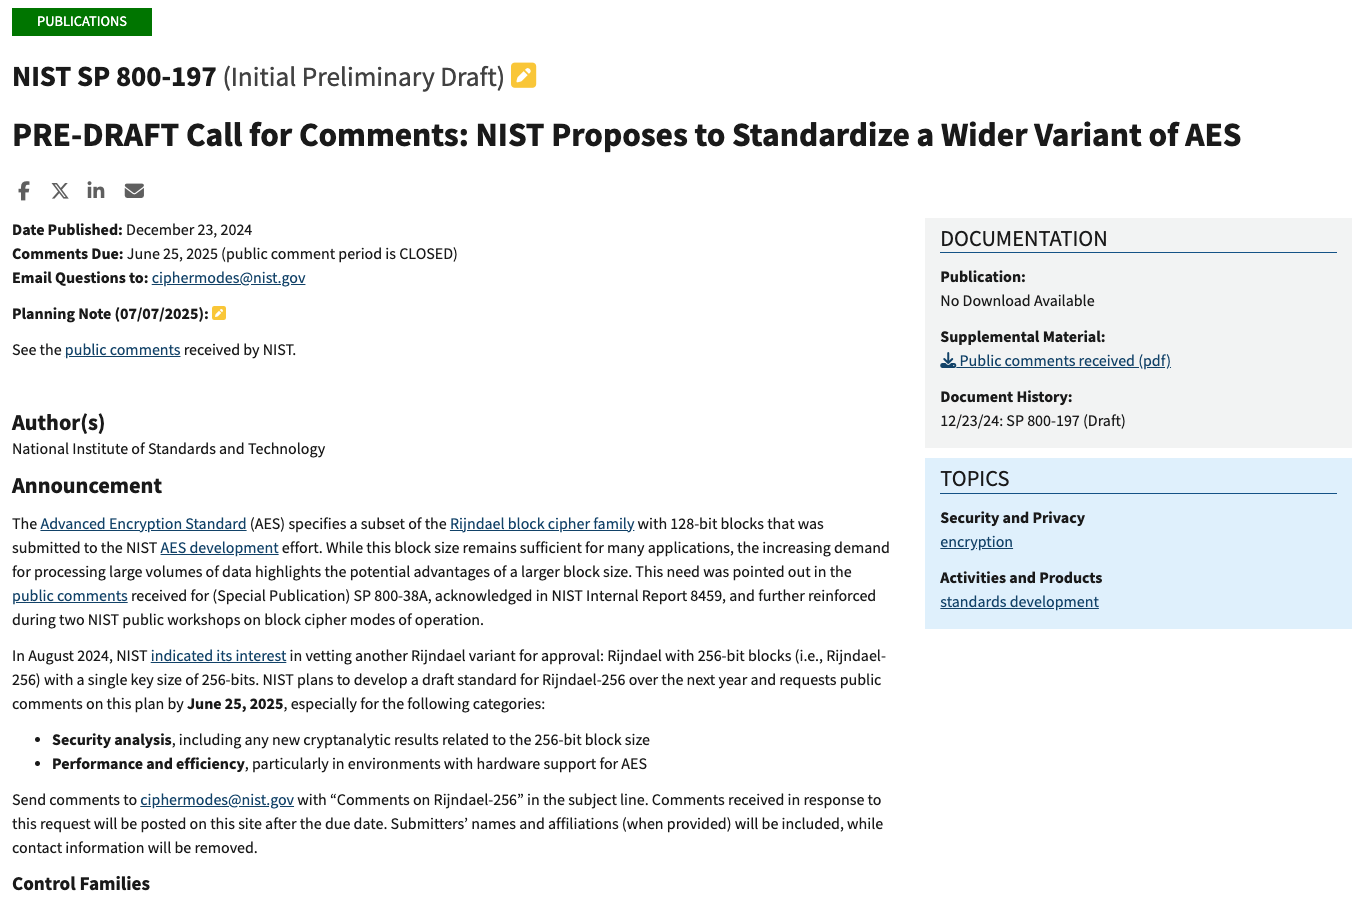 PUBLICATIONS
NIST SP 800-197 (Initial Preliminary Draft)
PRE-DRAFT Call for Comments: NIST Proposes to Standardize a Wider Variant of AES
Date Published: December 23, 2024
Comments Due: June 25, 2025 (public comment period is CLOSED)
Email Questions to: ciphermodes@nist.gov
Planning Note (07/07/2025):
See the public comments received by NIST.
Author(s)
National Institute of Standards and Technology
Announcement
The Advanced Encryption Standard (AES) specifies a subset of the Rijndael block cipher family with 128-bit blocks that was
submitted to the NIST AES development effort. While this block size remains sufficient for many applications, the increasing demand
for processing large volumes of data highlights the potential advantages of a larger block size. This need was pointed out in the
public comments received for (Special Publication) SP 800-38A, acknowledged in NIST Internal Report 8459, and further reinforced
during two NIST public workshops on block cipher modes of operation.
In August 2024, NIST indicated its interest in vetting another Rijndael variant for approval: Rijndael with 256-bit blocks (i.e., Rijndael-
256) with a single key size of 256-bits. NIST plans to develop a draft standard for Rijndael-256 over the next year and requests public
comments on this plan by June 25, 2025, especially for the following categories:
• Security analysis, including any new cryptanalytic results related to the 256-bit block size
• Performance and efficiency, particularly in environments with hardware support for AES
Send comments to ciphermodes@nist.gov with “Comments on Rijndael-256” in the subject line. Comments received in response to
this request will be posted on this site after the due date. Submitters’ names and affiliations (when provided) will be included, while
contact information will be removed.
Control Families
DOCUMENTATION
Publication:
No Download Available
Supplemental Material:
Public comments received (pdf)
Document History:
12/23/24: SP 800-197 (Draft)
TOPICS
Security and Privacy
encryption
Activities and Products
standards development